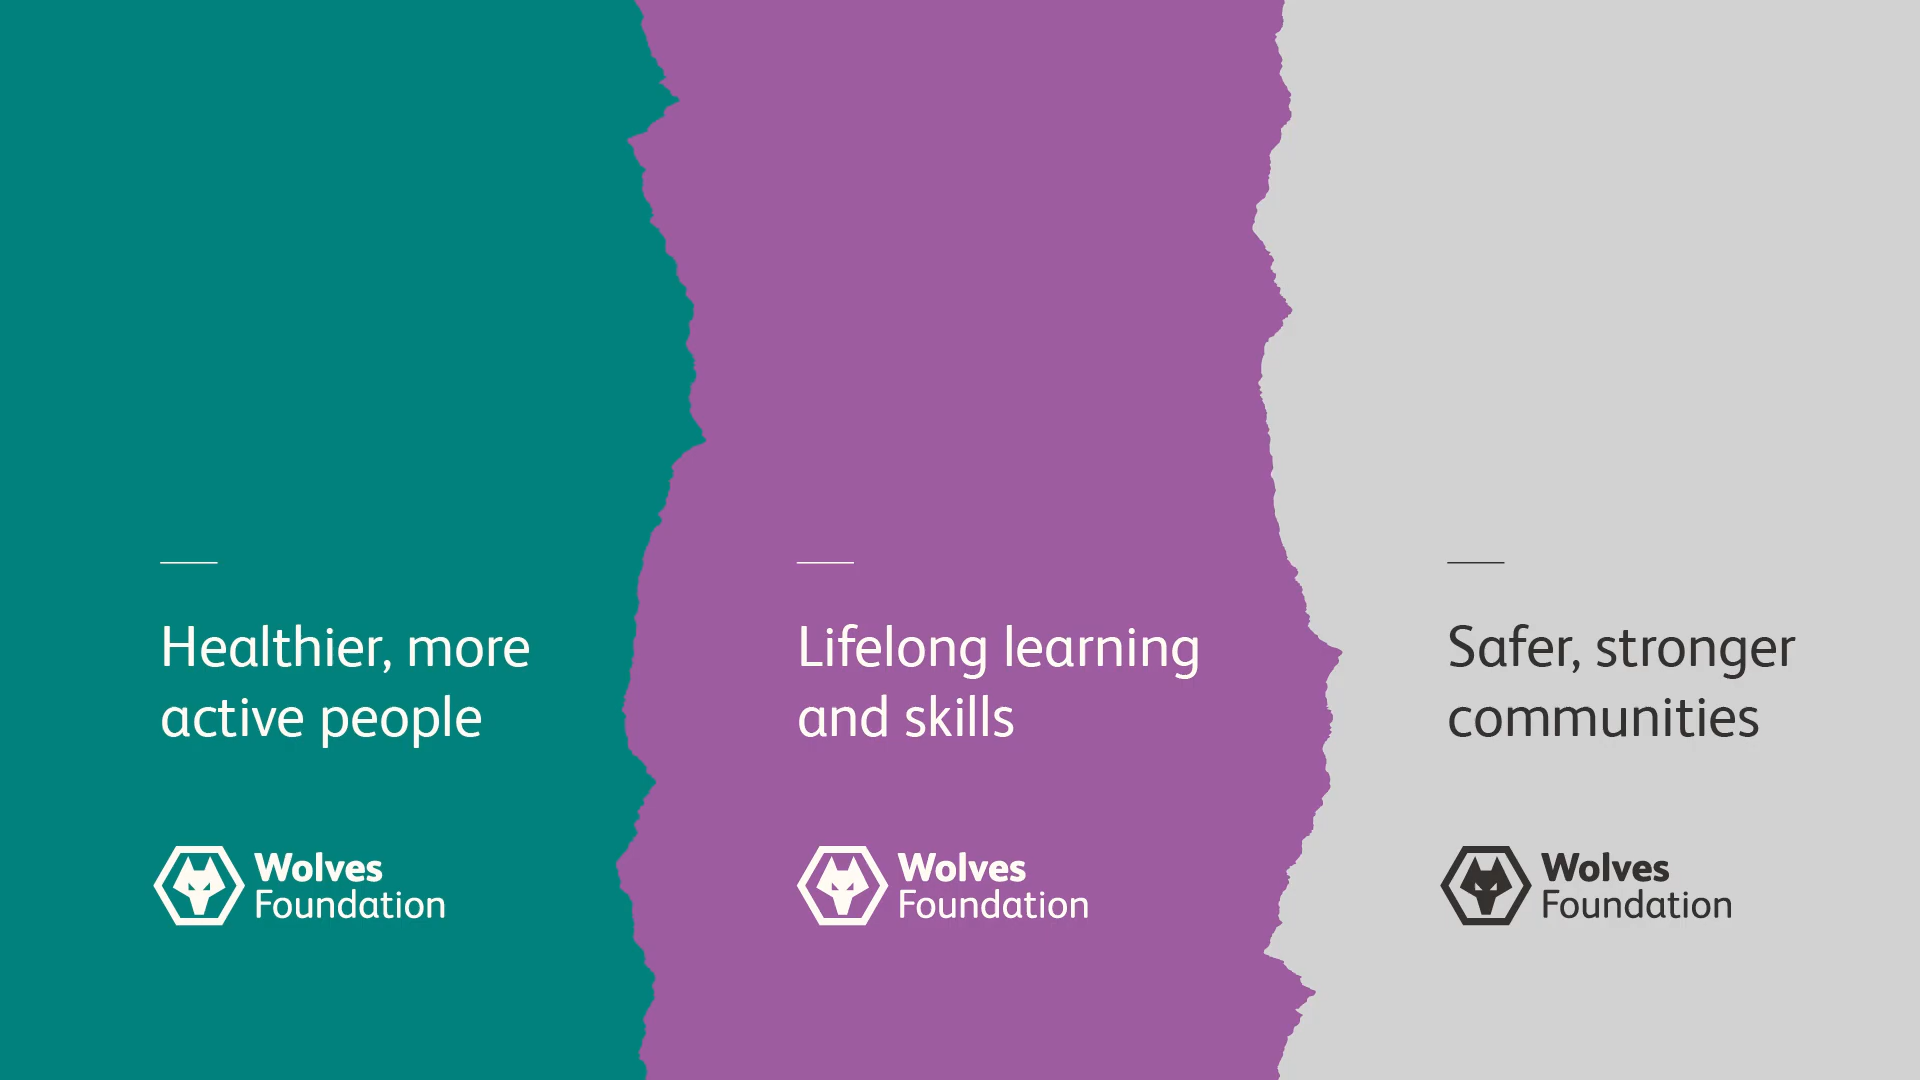 Healthier, more
active people
Wolves
Foundation
Lifelong learning
and skills
Wolves
Foundation
Safer, stronger
communities
Wolves
Foundation